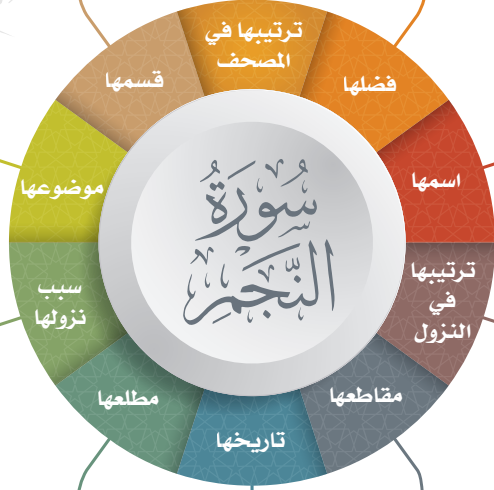 ترتيبها في
المصحف
فضلها
اسمها
ترتيبها
في
النزول
مقاطعها
تاريخها
مطلعها
سبب
نزولها
موضوعها
قسمها
سُورَةُ
النَّجْمِ